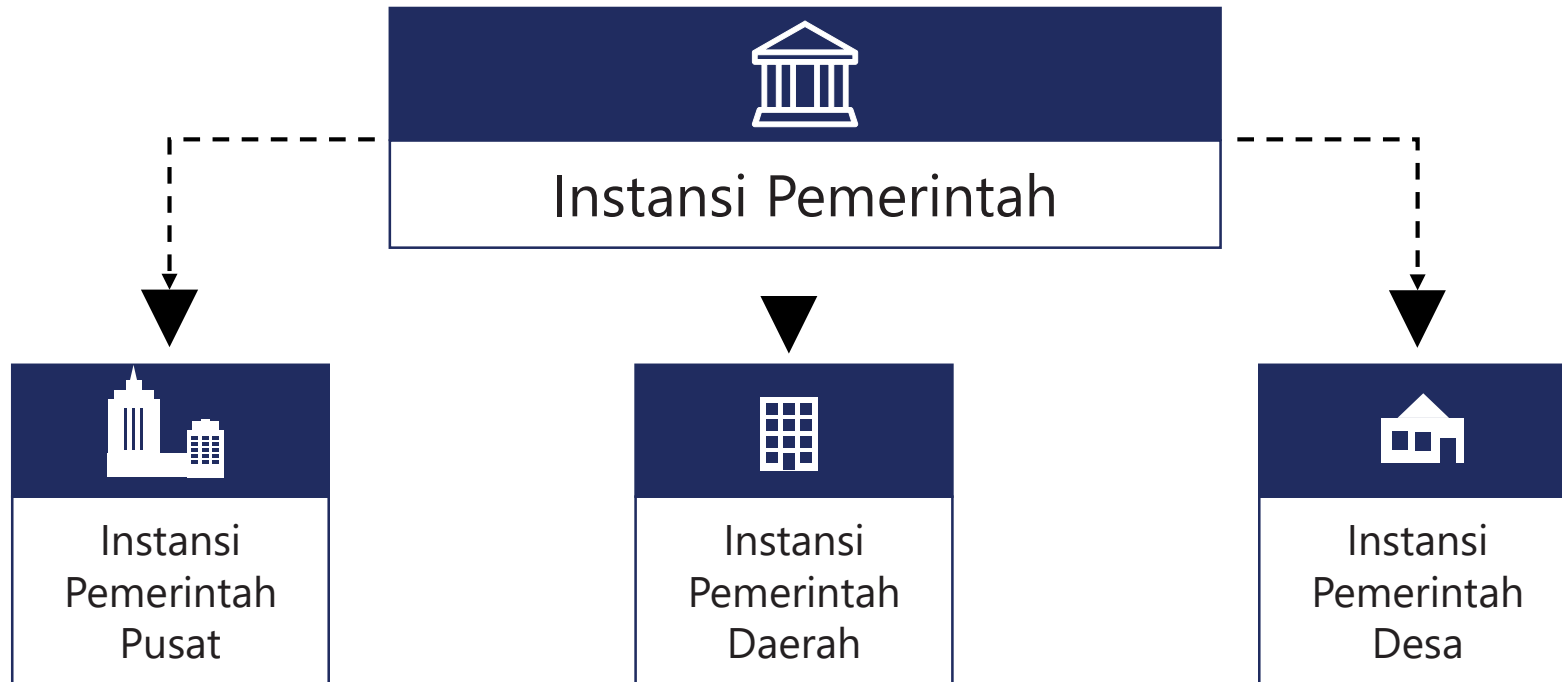 Instansi Pemerintah
Instansi
Pemerintah
Pusat
Instansi
Pemerintah
Daerah
Instansi
Pemerintah
Desa